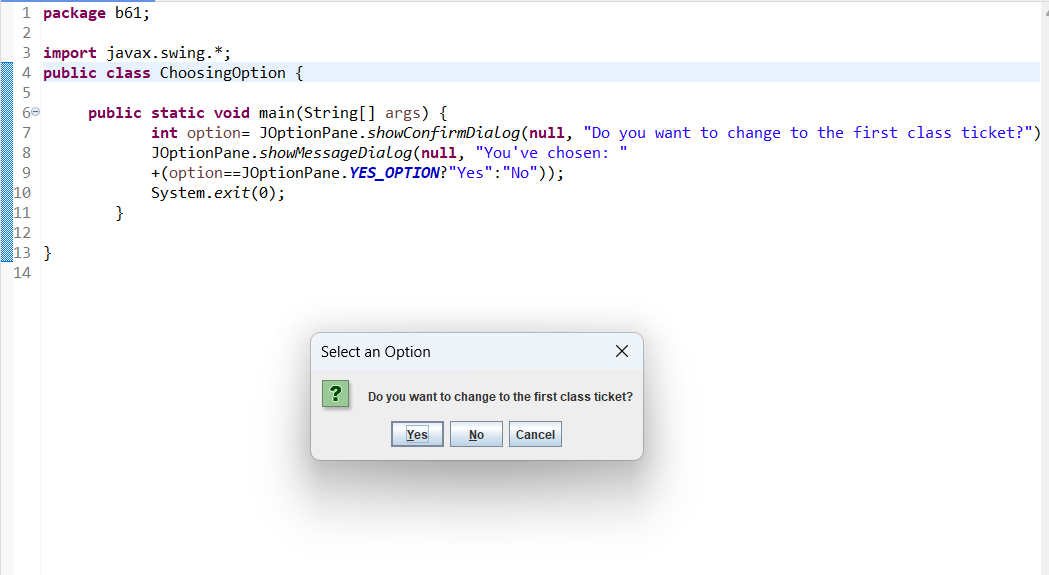 1 package b61;
2
3 import javax.swing.*;
4 public class ChoosingOption {
5
6 public static void main(String[] args) {
7 int option= JOptionPane.showConfirmDialog(null, "Do you want to change to the first class ticket?")
8 JOptionPane.showMessageDialog(null, "You've chosen: "
9 +(option==JOptionPane.YES_OPTION?"Yes":"No"));
10 System.exit(0);
11 }
12
13 }
14
Select an Option
?
Do you want to change to the first class ticket?
Yes No Cancel